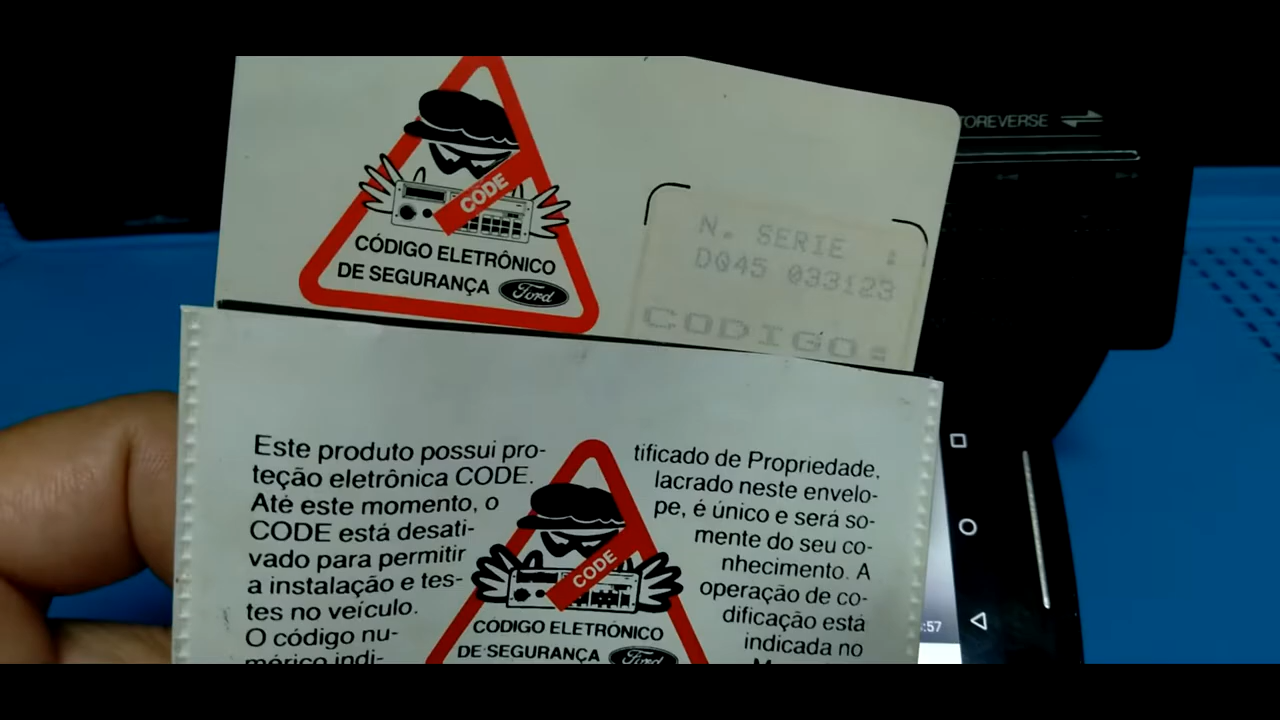 TOREVERSE
CODE
CÓDIGO ELETRÔNICO
DE SEGURANÇA
Ford
N. SERIE :
D045 033123
CODIGO:
Este produto possui pro-
teção eletrônica CODE.
Até este momento, o
CODE está desati-
vado para permitir
a instalação e tes-
tes no veículo.
O código nu-
mérico indi-
CODE
CODIGO ELETRÔNICO
DE SEGURANÇA
Ford
tificado de Propriedade,
lacrado neste envelo-
pe, é único e será so-
mente do seu co-
nhecimento. A
operação de co-
dificação está
indicada no
:57